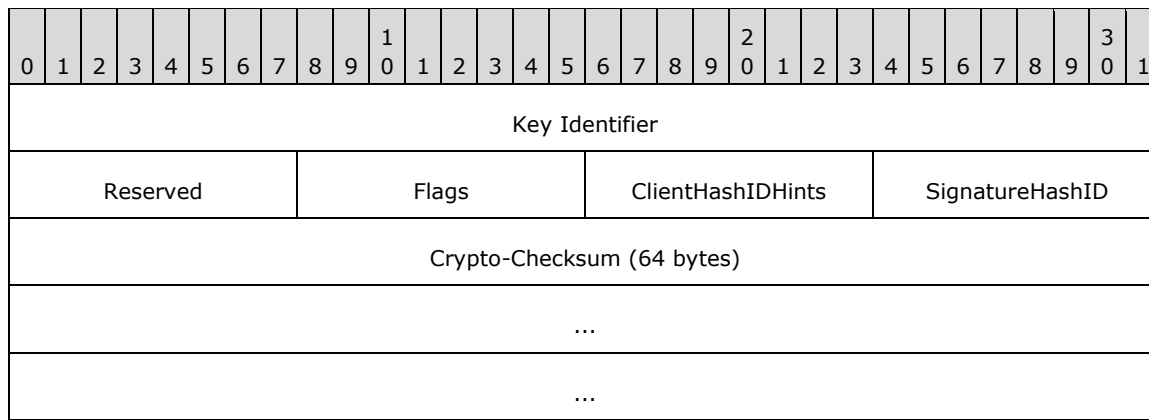 1 2 3
0 1 2 3 4 5 6 7 8 9 0 1 2 3 4 5 6 7 8 9 0 1 2 3 4 5 6 7 8 9 0 1
Key Identifier
Reserved Flags ClientHashIDHints SignatureHashID
Crypto-Checksum (64 bytes)
...
...